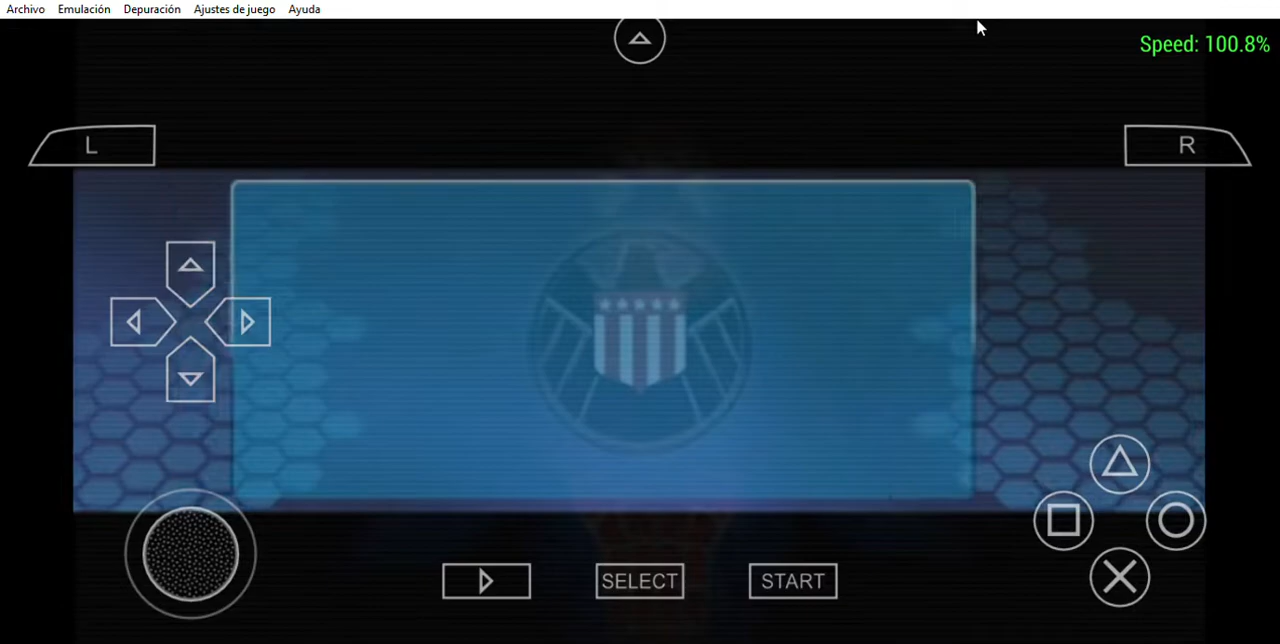 Archivo Emulación Depuración Ajustes de juego Ayuda
Speed: 100.8%
L R
SELECT START